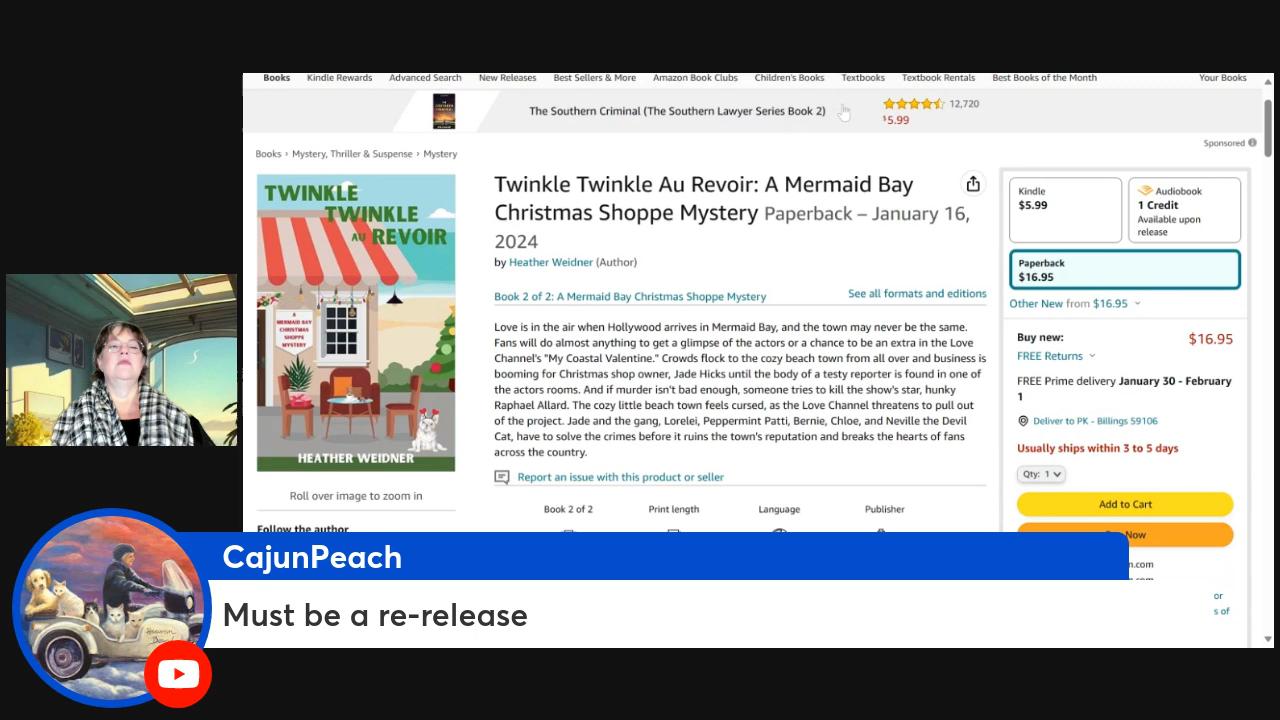 Books Kindle Rewards Advanced Search New Releases Best Sellers & More Amazon Book Clubs Children's Books Textbooks Textbook Rentals Best Books of the Month Your Books
The Southern Criminal (The Southern Lawyer Series Book 2)
12,720
$5.99
Sponsored
Books › Mystery, Thriller & Suspense › Mystery
TWINKLE
TWINKLE
AU REVOIR
A
MERMAID BAY
CHRISTMAS
SHOPPE
MYSTERY
HEATHER WEIDNER
Roll over image to zoom in
Follow the author
Twinkle Twinkle Au Revoir: A Mermaid Bay
Christmas Shoppe Mystery Paperback – January 16,
2024
by Heather Weidner (Author)
Book 2 of 2: A Mermaid Bay Christmas Shoppe Mystery
See all formats and editions
Love is in the air when Hollywood arrives in Mermaid Bay, and the town may never be the same.
Fans will do almost anything to get a glimpse of the actors or a chance to be an extra in the Love
Channel's "My Coastal Valentine." Crowds flock to the cozy beach town from all over and business is
booming for Christmas shop owner, Jade Hicks until the body of a testy reporter is found in one of
the actors rooms. And if murder isn't bad enough, someone tries to kill the show's star, hunky
Raphael Allard. The cozy little beach town feels cursed, as the Love Channel threatens to pull out
of the project. Jade and the gang, Lorelei, Peppermint Patti, Bernie, Chloe, and Neville the Devil
Cat, have to solve the crimes before it ruins the town's reputation and breaks the hearts of fans
across the country.
Report an issue with this product or seller
Book 2 of 2 Print length Language Publisher
Kindle
$5.99
Audiobook
1 Credit
Available upon
release
Paperback
$16.95
Other New from $16.95
Buy new: $16.95
FREE Returns
FREE Prime delivery January 30 - February
1
Deliver to PK - Billings 59106
Usually ships within 3 to 5 days
Qty: 1
Add to Cart
Now
or
s of
CajunPeach
Must be a re-release